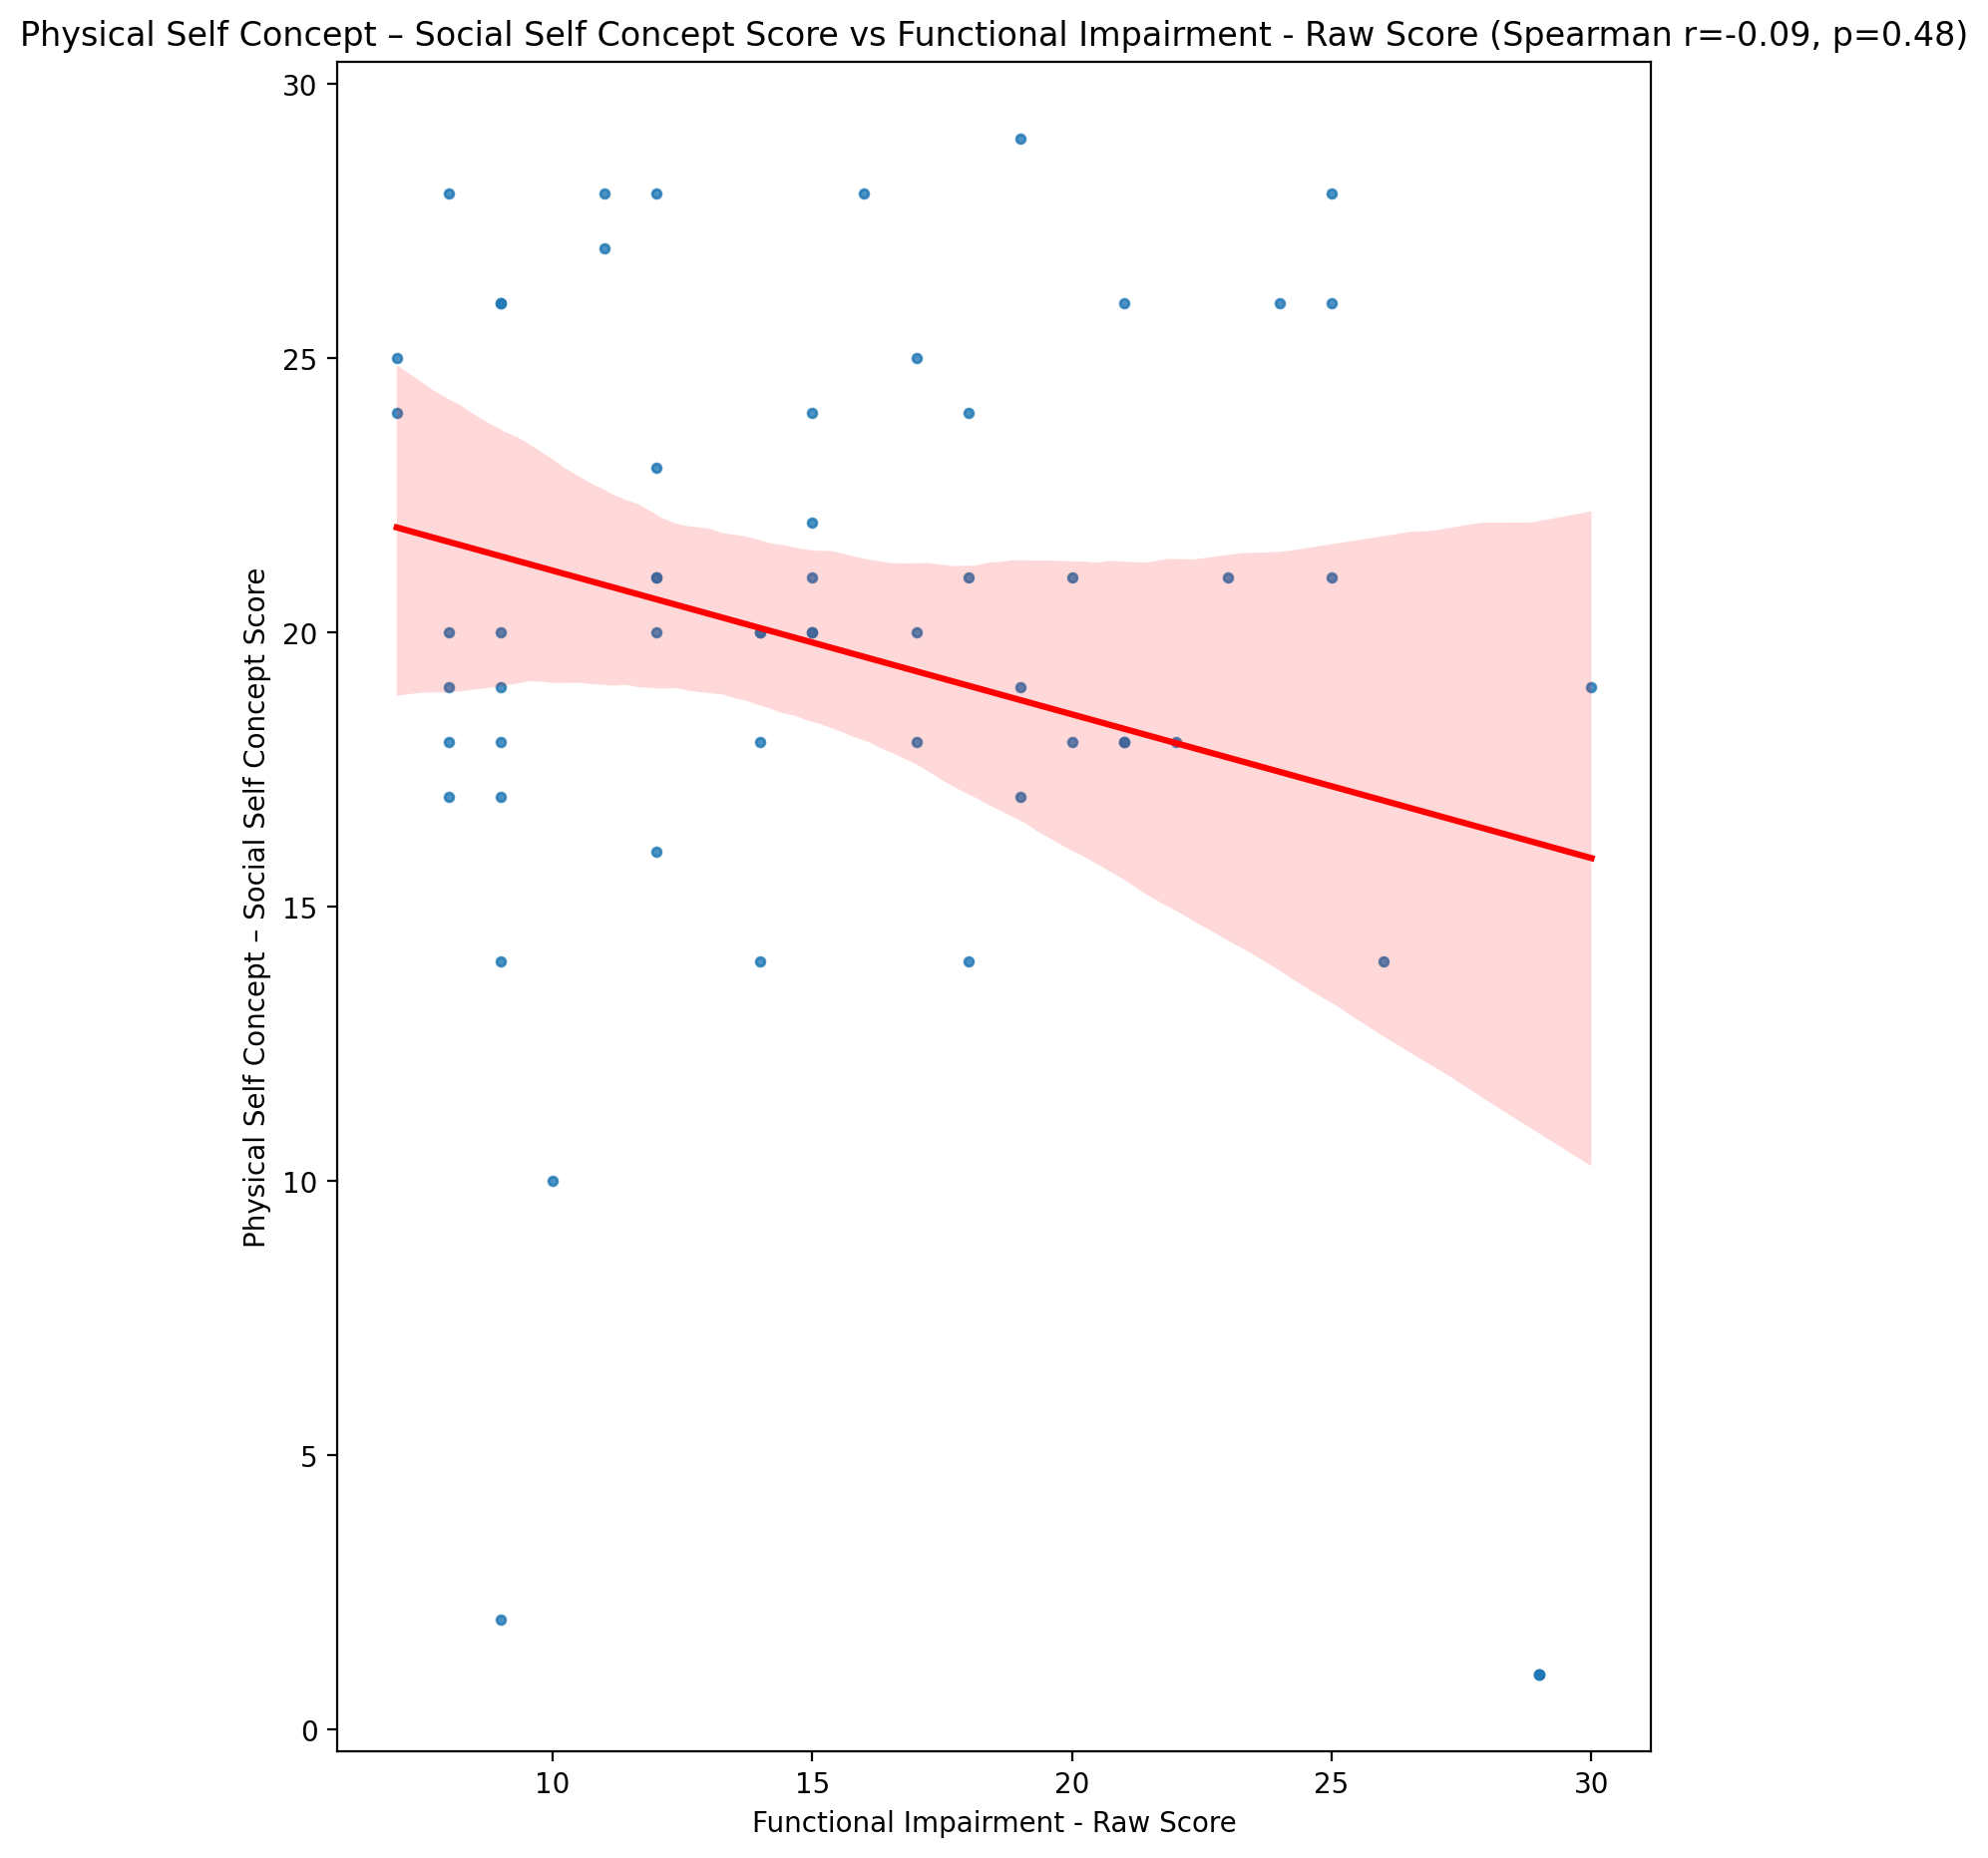 Physical Self Concept – Social Self Concept Score vs Functional Impairment - Raw Score (Spearman r=-0.09, p=0.48)
30
25
20
15
10
5
0
Physical Self Concept – Social Self Concept Score
10 15 20 25 30
Functional Impairment - Raw Score